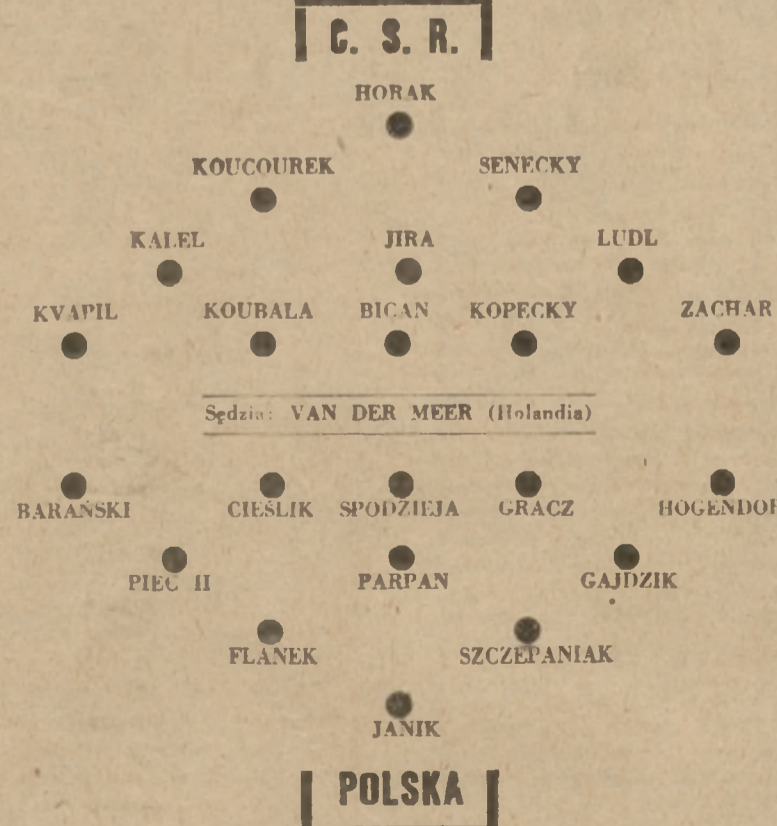 C. S. R.
HORAK
KOUCOUREK SENECKY
KALEL JIRA LUDL
KVAPIL KOUBALA BICAN KOPECKY ZACHAR
Sędzia: VAN DER MEER (Holandia)
BARAŃSKI CIEŚLIK SPODZIEJA GRACZ HOGENDOF
PIEC II PARPAN GAJDZIK
FLANEK SZCZEPANIAK
JANIK
POLSKA